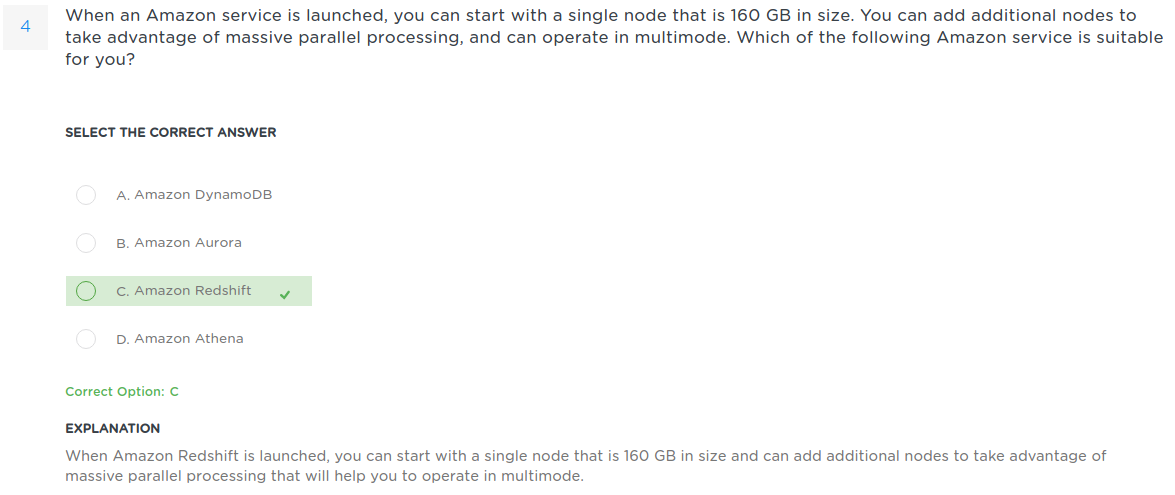 4
When an Amazon service is launched, you can start with a single node that is 160 GB in size. You can add additional nodes to
take advantage of massive parallel processing, and can operate in multimode. Which of the following Amazon service is suitable
for you?
SELECT THE CORRECT ANSWER
A. Amazon DynamoDB
B. Amazon Aurora
C. Amazon Redshift
D. Amazon Athena
Correct Option: C
EXPLANATION
When Amazon Redshift is launched, you can start with a single node that is 160 GB in size and can add additional nodes to take advantage of
massive parallel processing that will help you to operate in multimode.